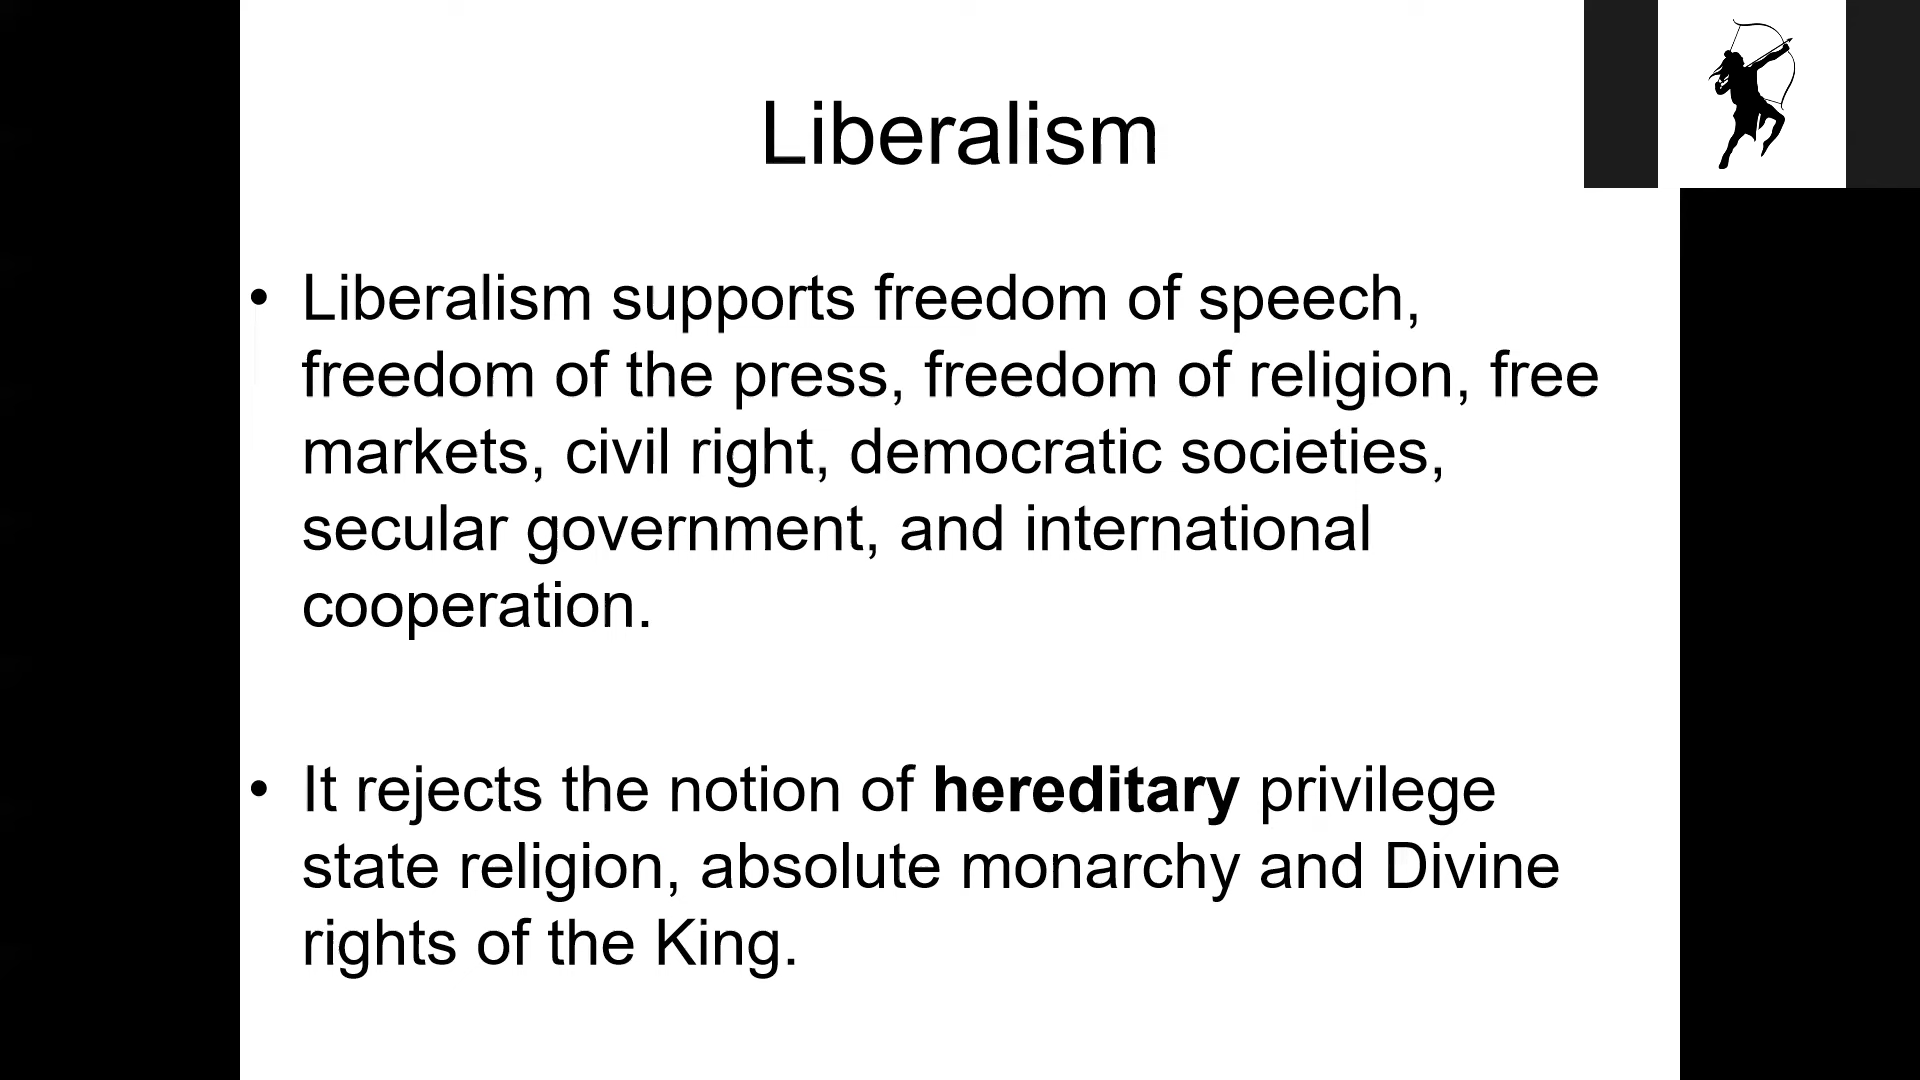 Liberalism
• Liberalism supports freedom of speech,
freedom of the press, freedom of religion, free
markets, civil right, democratic societies,
secular government, and international
cooperation.
• It rejects the notion of hereditary privilege
state religion, absolute monarchy and Divine
rights of the King.